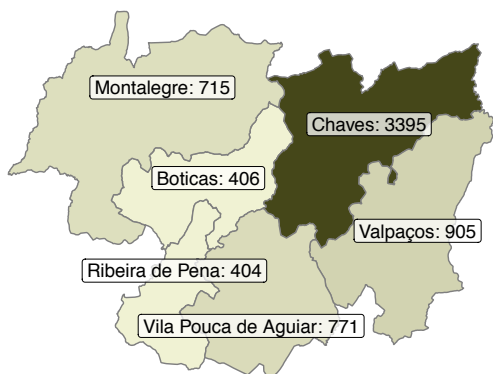 Montalegre: 715
Chaves: 3395
Boticas: 406
Valpaços: 905
Ribeira de Pena: 404
Vila Pouca de Aguiar: 771